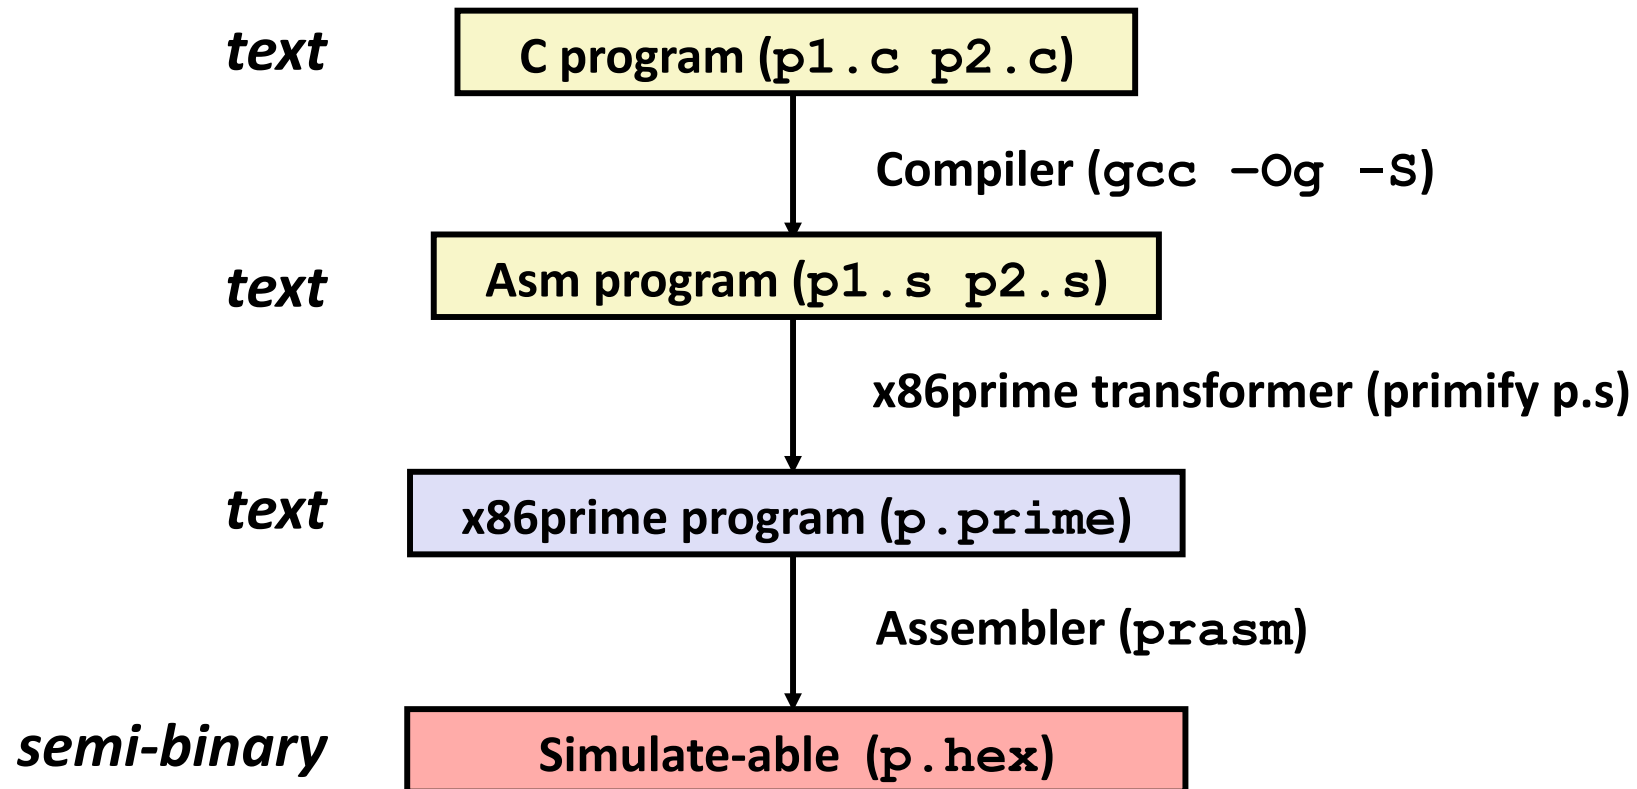 text
C program (p1.c p2.c)
Compiler (gcc –Og -S)
text
Asm program (p1.s p2.s)
x86prime transformer (primify p.s)
text
x86prime program (p.prime)
Assembler (prasm)
semi-binary
Simulate-able (p.hex)